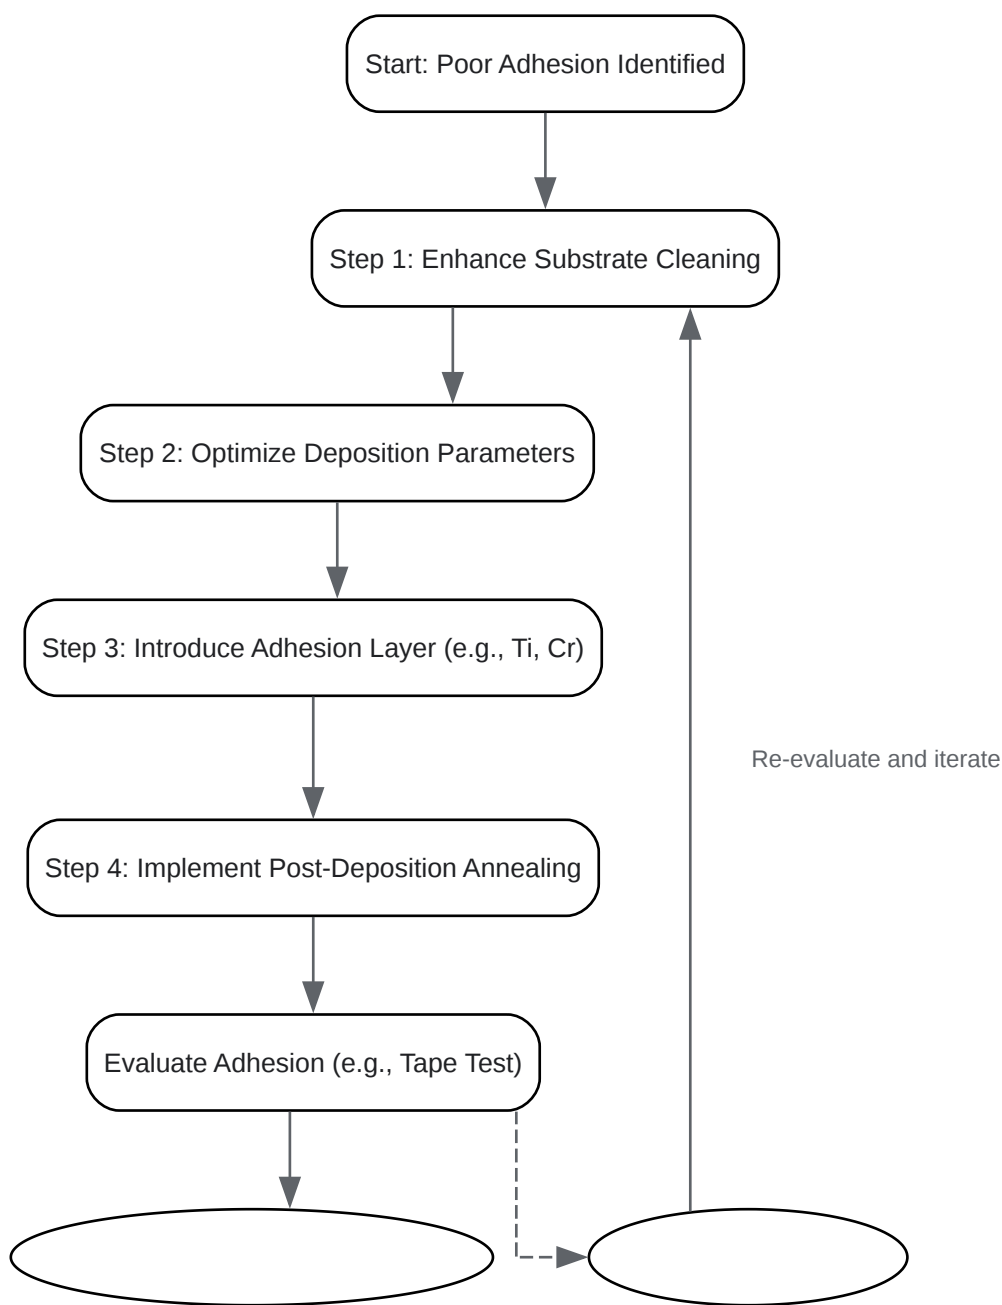 Start: Poor Adhesion Identified
Step 1: Enhance Substrate Cleaning
Step 2: Optimize Deposition Parameters
Step 3: Introduce Adhesion Layer (e.g., Ti, Cr)
Re-evaluate and iterate
Step 4: Implement Post-Deposition Annealing
Evaluate Adhesion (e.g., Tape Test)